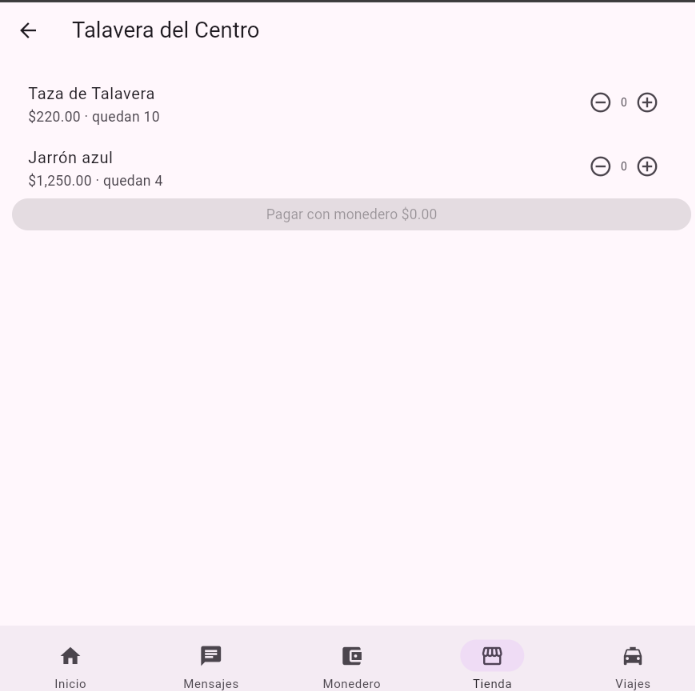 Talavera del Centro
Taza de Talavera
$220.00 · quedan 10
0
Jarrón azul
$1,250.00 · quedan 4
0
Pagar con monedero $0.00
Inicio
Mensajes
Monedero
Tienda
Viajes